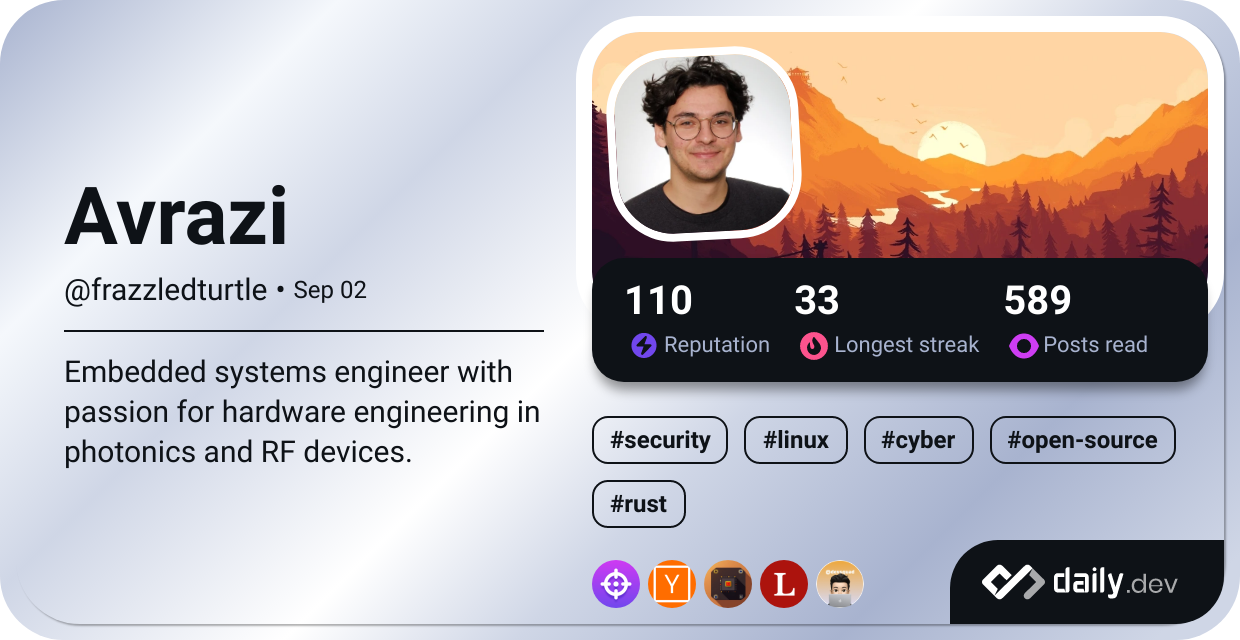 Avrazi
@frazzledturtle • Sep 02
Embedded systems engineer with
passion for hardware engineering in
photonics and RF devices.
110 33 589
Reputation Longest streak Posts read
#security #linux #cyber #open-source
#rust
Y L
daily.dev